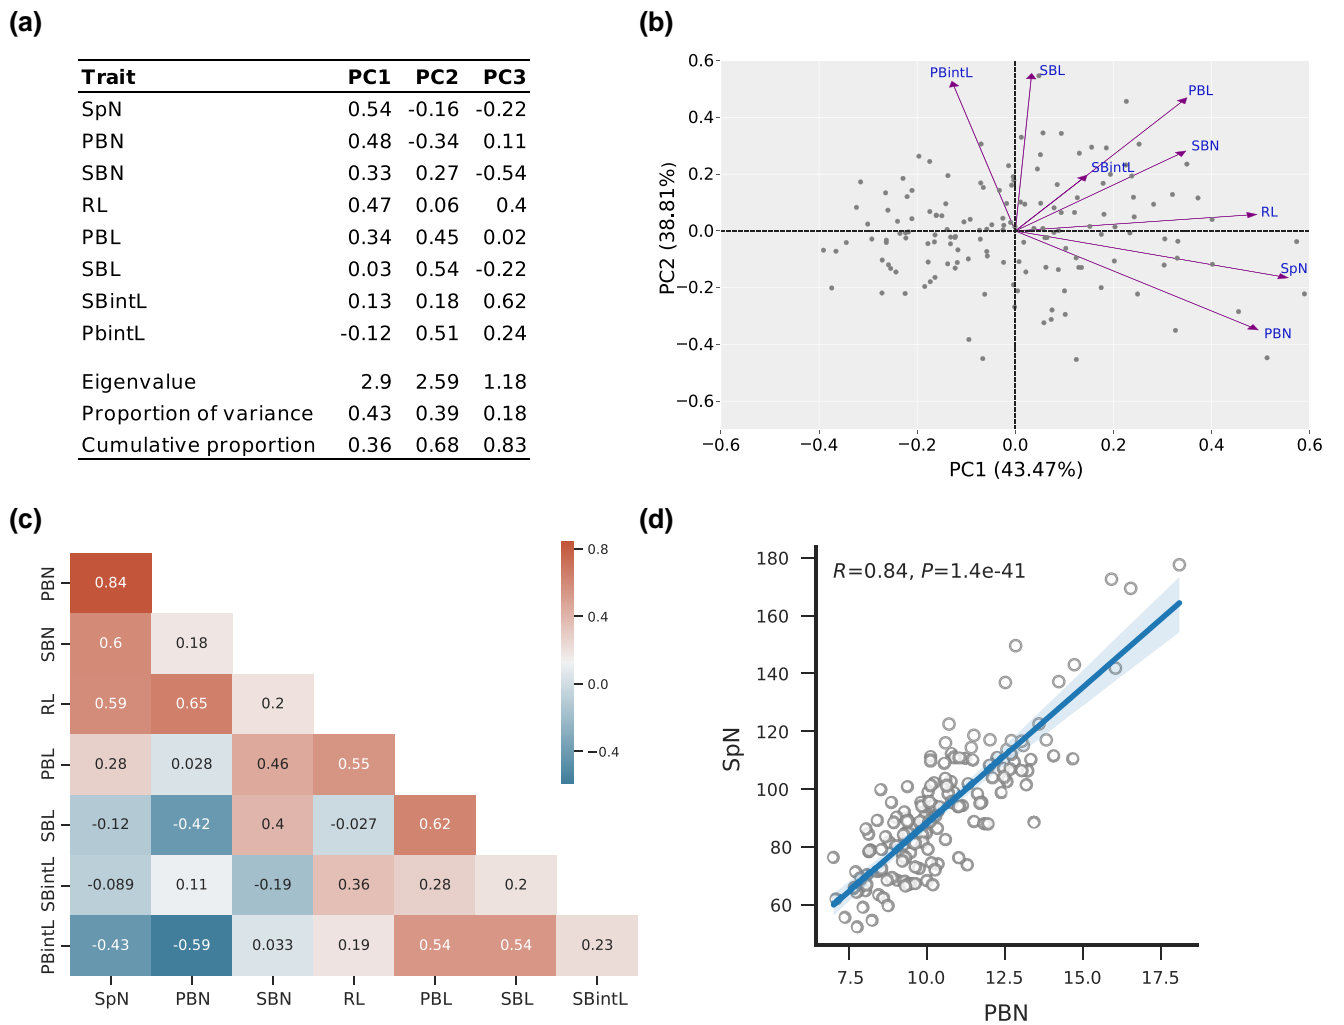 (a)
Trait PC1 PC2 PC3
SpN 0.54 -0.16 -0.22
PBN 0.48 -0.34 0.11
SBN 0.33 0.27 -0.54
RL 0.47 0.06 0.4
PBL 0.34 0.45 0.02
SBL 0.03 0.54 -0.22
SBintL 0.13 0.18 0.62
PbintL -0.12 0.51 0.24
Eigenvalue 2.9 2.59 1.18
Proportion of variance 0.43 0.39 0.18
Cumulative proportion 0.36 0.68 0.83
(b)
PC2 (38.81%)
0.6
0.4
0.2
0.0
−0.2
−0.4
−0.6
PBintL
SBL
PBL
SBN
SBintL
RL
SpN
PBN
−0.6 −0.4 −0.2 0.0 0.2 0.4 0.6
PC1 (43.47%)
(c)
PBN 0.84
SBN 0.6 0.18
RL 0.59 0.65 0.2
PBL 0.28 0.028 0.46 0.55
SBL -0.12 -0.42 0.4 -0.027 0.62
SBintL -0.089 0.11 -0.19 0.36 0.28 0.2
PBintL -0.43 -0.59 0.033 0.19 0.54 0.54 0.23
SpN PBN SBN RL PBL SBL SBintL
0.8
0.4
0.0
−0.4
(d)
R=0.84, P=1.4e-41
SpN
180
160
140
120
100
80
60
7.5 10.0 12.5 15.0 17.5
PBN